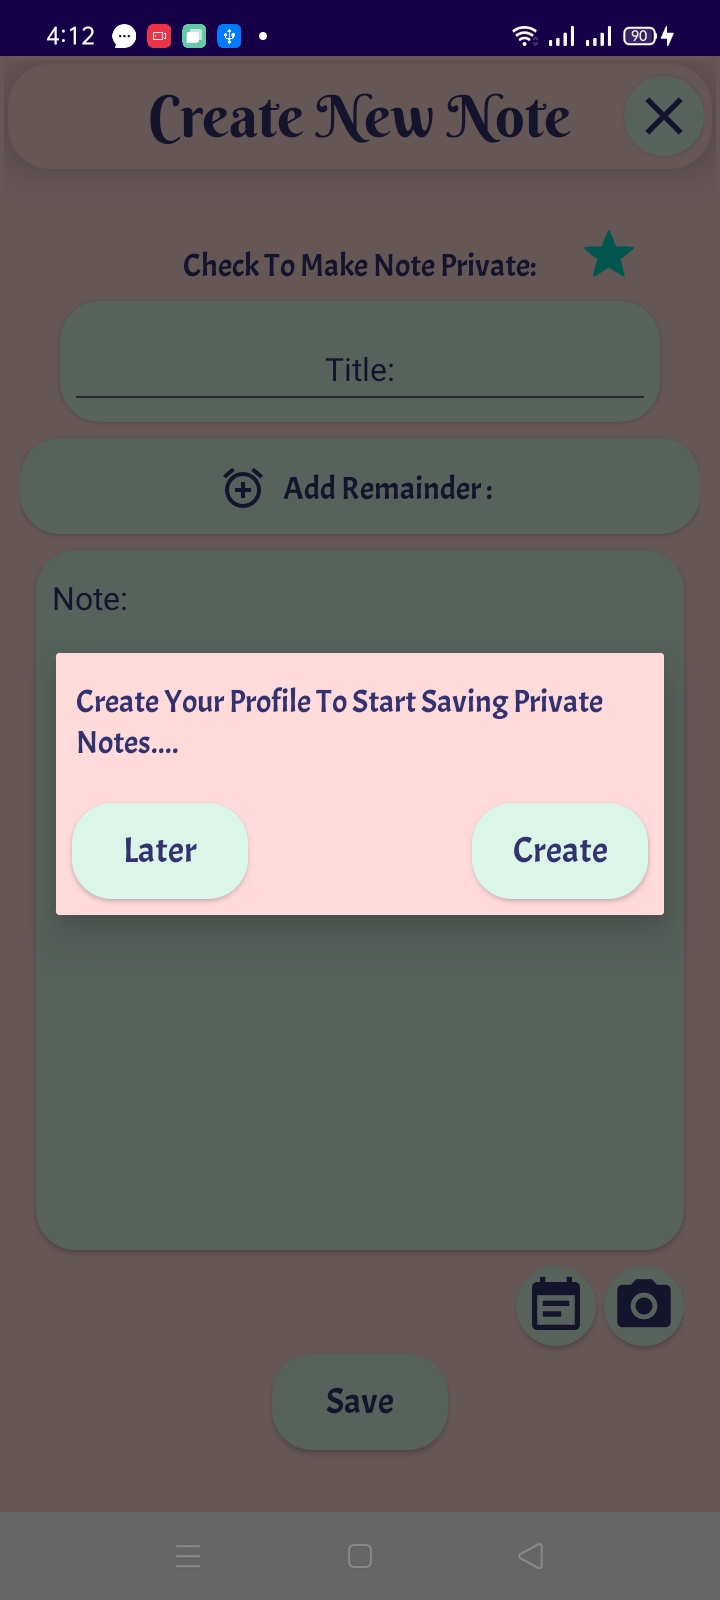 4:12
90
Create New Note
Check To Make Note Private:
Title:
Add Remainder :
Note:
Create Your Profile To Start Saving Private
Notes....
Later
Create
Save